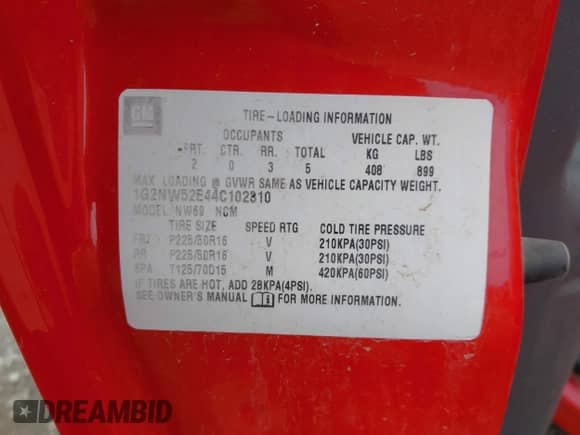 GM
TIRE-LOADING INFORMATION
OCCUPANTS VEHICLE CAP. WT.
FRT. CTR. RR. TOTAL KG LBS
2 0 3 5 408 899
MAX LOADING @ GVWR SAME AS VEHICLE CAPACITY WEIGHT.
1G2NW52E44C102810
MODEL NW69 NCM
TIRE SIZE SPEED RTG COLD TIRE PRESSURE
FRT P225/50R16 V 210KPA(30PSI)
RR P225/50R16 V 210KPA(30PSI)
SPA T125/70D15 M 420KPA(60PSI)
IF TIRES ARE HOT, ADD 28KPA(4PSI).
SEE OWNER'S MANUAL FOR MORE INFORMATION.
DREAMBID